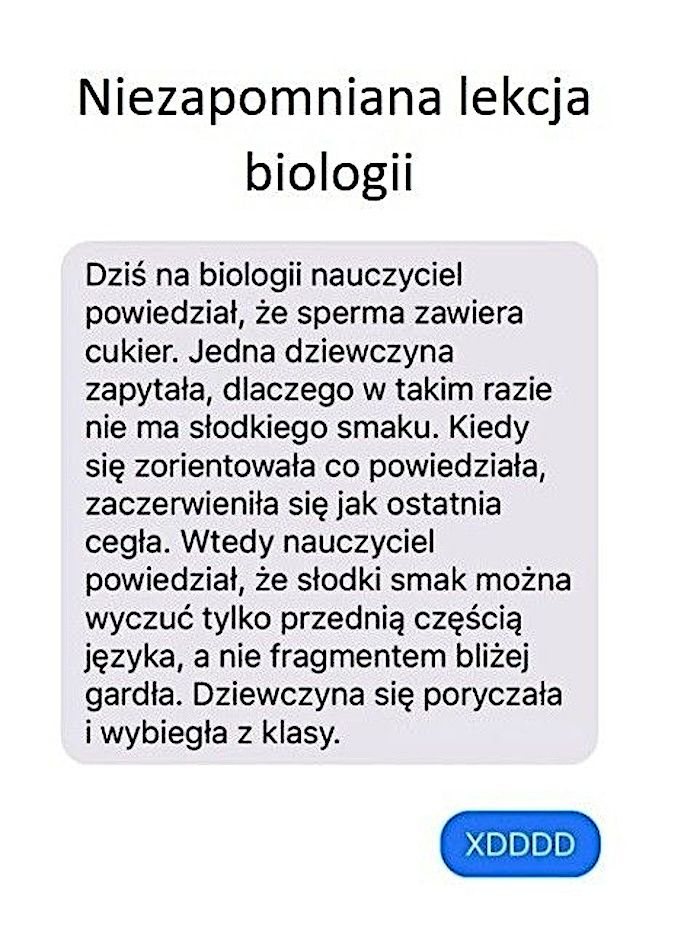 Niezapomniana lekcja
biologii
Dziś na biologii nauczyciel
powiedział, że sperma zawiera
cukier. Jedna dziewczyna
zapytała, dlaczego w takim razie
nie ma słodkiego smaku. Kiedy
się zorientowała co powiedziała,
zaczerwieniła się jak ostatnia
cegła. Wtedy nauczyciel
powiedział, że słodki smak można
wyczuć tylko przednią częścią
języka, a nie fragmentem bliżej
gardła. Dziewczyna się poryczała
i wybiegła z klasy.
XDDDD